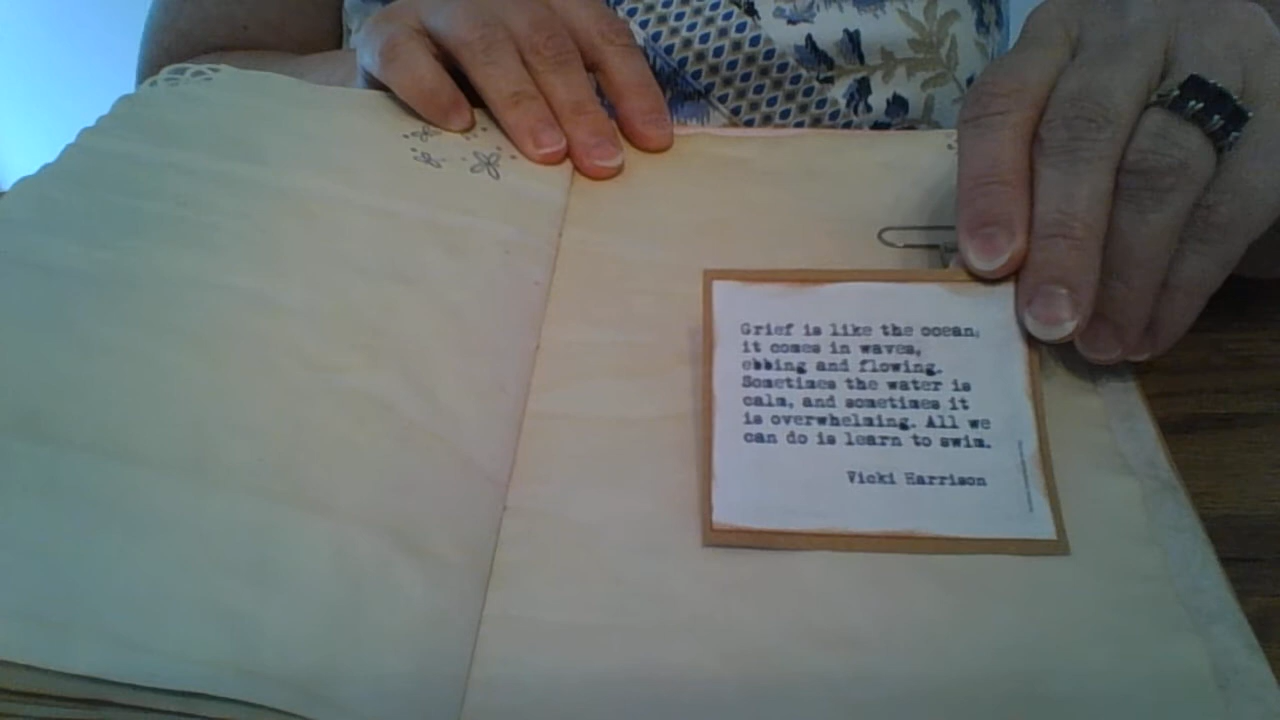 Grief is like the ocean;
it comes in waves,
ebbing and flowing.
Sometimes the water is
calm, and sometimes it
is overwhelming. All we
can do is learn to swim.
Vicki Harrison